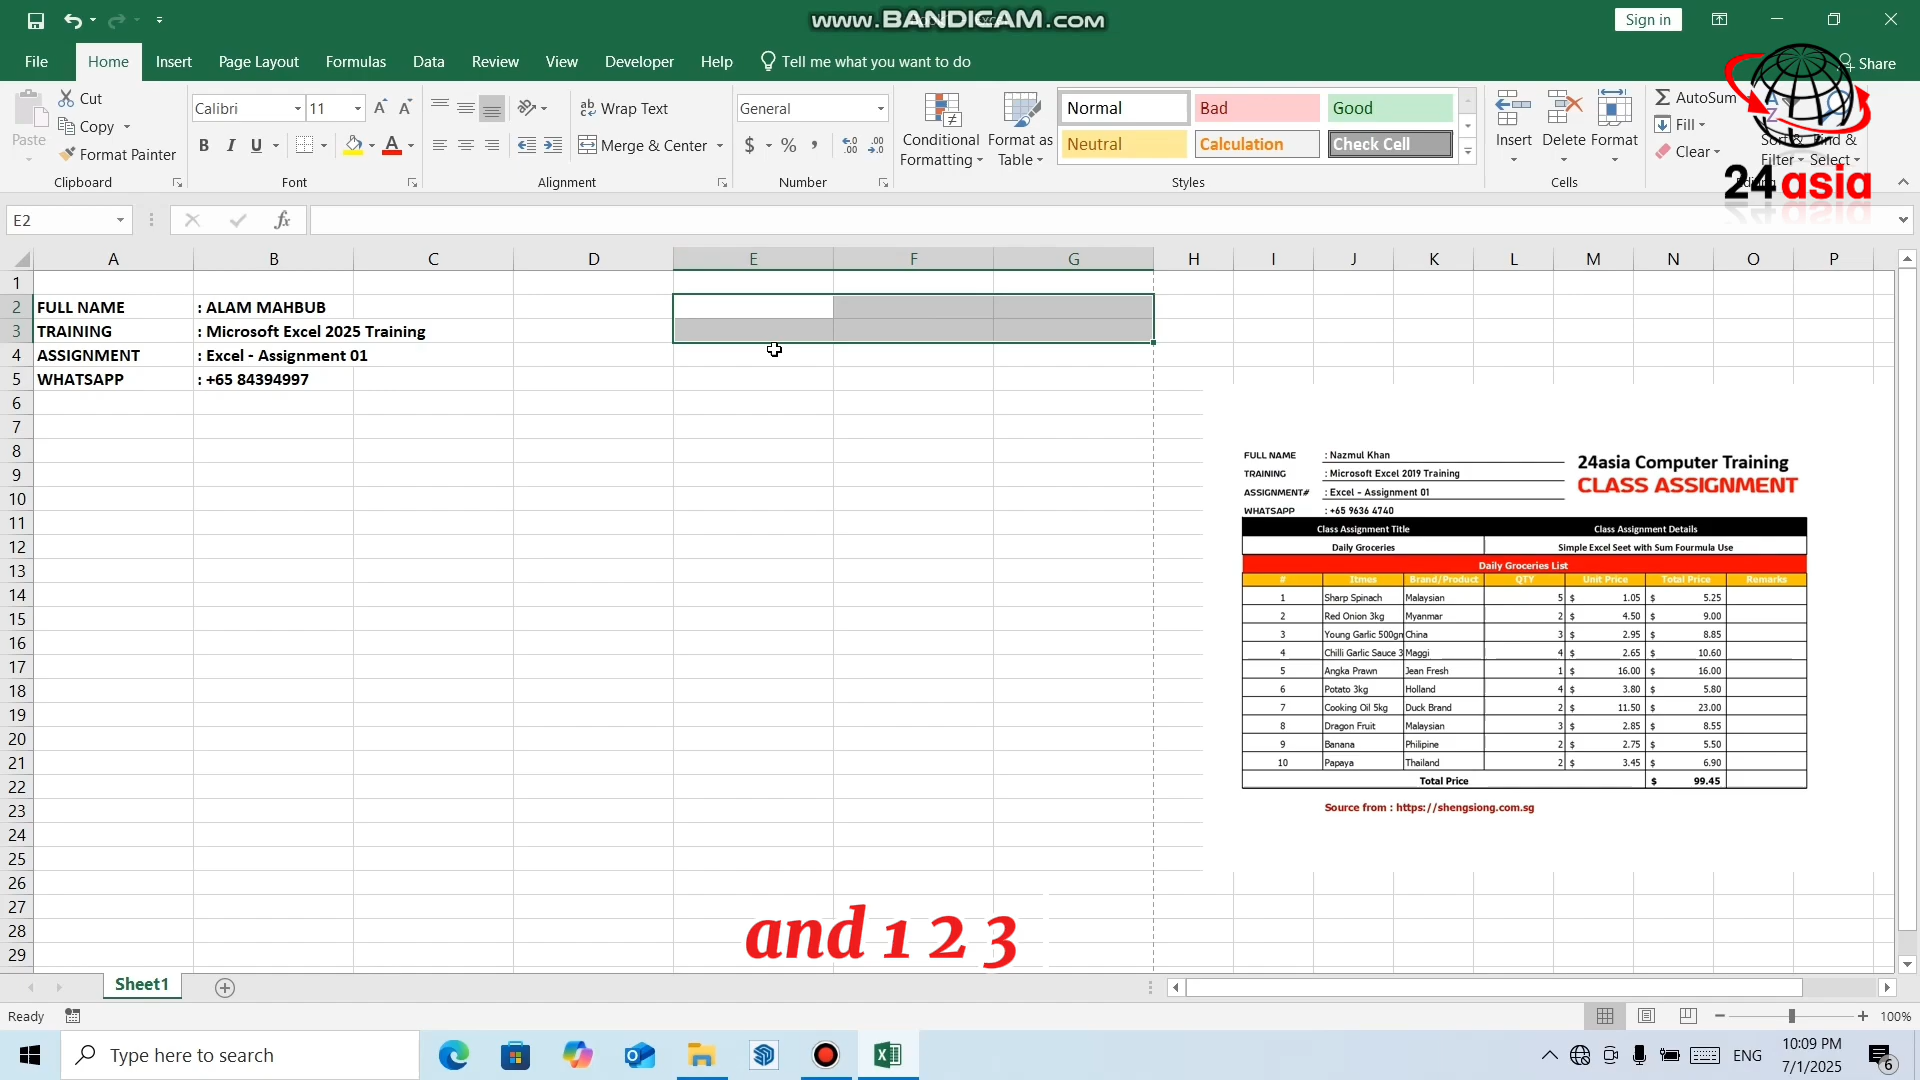 www.BANDICAM.com
Sign in
File Home Insert Page Layout Formulas Data Review View Developer Help Tell me what you want to do Share
Paste
Cut
Copy
Format Painter
Clipboard
Calibri 11
B I U
Font
Wrap Text
Merge & Center
Alignment
General
$ % ,
Number
Conditional Formatting
Format as Table
Normal Bad Good
Neutral Calculation Check Cell
Styles
Insert Delete Format
Cells
AutoSum
Fill
Clear
Sort & Filter
Find & Select
24asia
E2
fx
A B C D E F G H I J K L M N O P
1
2 FULL NAME : ALAM MAHBUB
3 TRAINING : Microsoft Excel 2025 Training
4 ASSIGNMENT : Excel - Assignment 01
5 WHATSAPP : +65 84394997
6
7
8
9
10
11
12
13
14
15
16
17
18
19
20
21
22
23
24
25
26
27
28
29
FULL NAME : Nazmul Khan
TRAINING : Microsoft Excel 2019 Training
ASSIGNMENT# : Excel - Assignment 01
WHATSAPP : +65 9636 4740
24asia Computer Training
CLASS ASSIGNMENT
Class Assignment Title Class Assignment Details
Daily Groceries Simple Excel Seet with Sum Fourmula Use
Daily Groceries List
# Itmes Brand/Product QTY Unit Price Total Price Remarks
1 Sharp Spinach Malaysian 5 $ 1.05 $ 5.25
2 Red Onion 3kg Myanmar 2 $ 4.50 $ 9.00
3 Young Garlic 500gn China 3 $ 2.95 $ 8.85
4 Chilli Garlic Sauce 3 Maggi 4 $ 2.65 $ 10.60
5 Angka Prawn Jean Fresh 1 $ 16.00 $ 16.00
6 Potato 3kg Holland 4 $ 3.80 $ 5.80
7 Cooking Oil 5kg Duck Brand 2 $ 11.50 $ 23.00
8 Dragon Fruit Malaysian 3 $ 2.85 $ 8.55
9 Banana Philipine 2 $ 2.75 $ 5.50
10 Papaya Thailand 2 $ 3.45 $ 6.90
Total Price $ 99.45
Source from : https://shengsiong.com.sg
and 1 2 3
Sheet1
Ready
100%
Type here to search
ENG
10:09 PM
7/1/2025
6